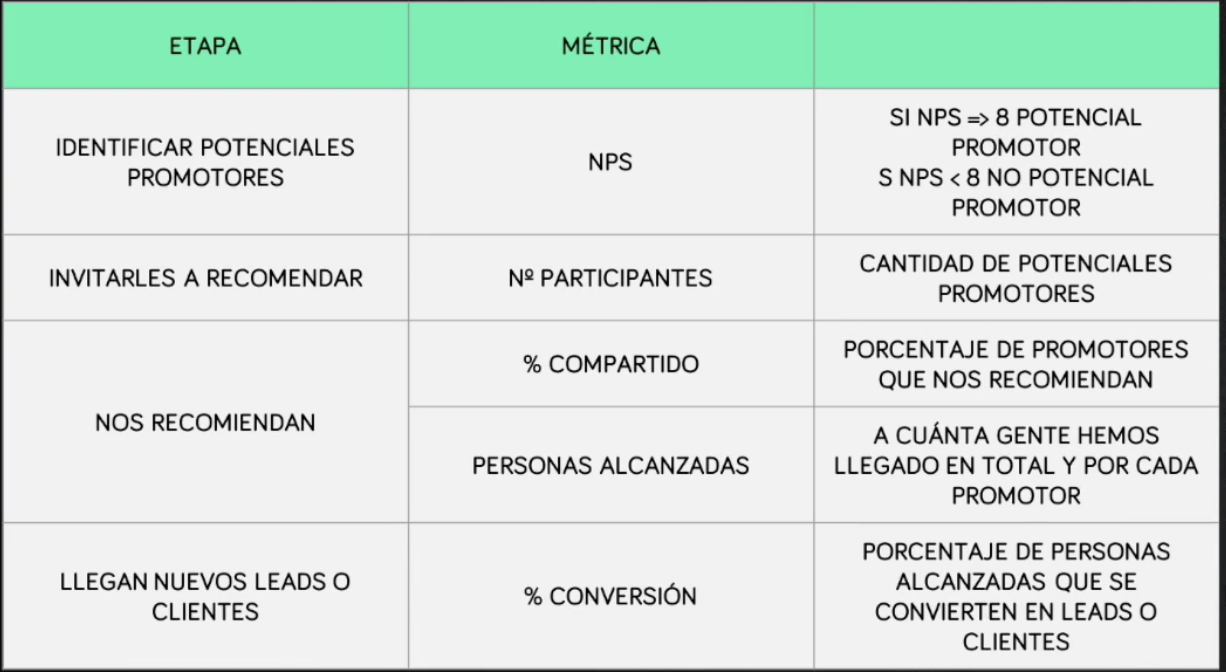 ETAPA
MÉTRICA
IDENTIFICAR POTENCIALES
PROMOTORES
NPS
SI NPS => 8 POTENCIAL
PROMOTOR
S NPS < 8 NO POTENCIAL
PROMOTOR
INVITARLES A RECOMENDAR
Nº PARTICIPANTES
CANTIDAD DE POTENCIALES
PROMOTORES
NOS RECOMIENDAN
% COMPARTIDO
PORCENTAJE DE PROMOTORES
QUE NOS RECOMIENDAN
PERSONAS ALCANZADAS
A CUÁNTA GENTE HEMOS
LLEGADO EN TOTAL Y POR CADA
PROMOTOR
LLEGAN NUEVOS LEADS O
CLIENTES
% CONVERSIÓN
PORCENTAJE DE PERSONAS
ALCANZADAS QUE SE
CONVIERTEN EN LEADS O
CLIENTES